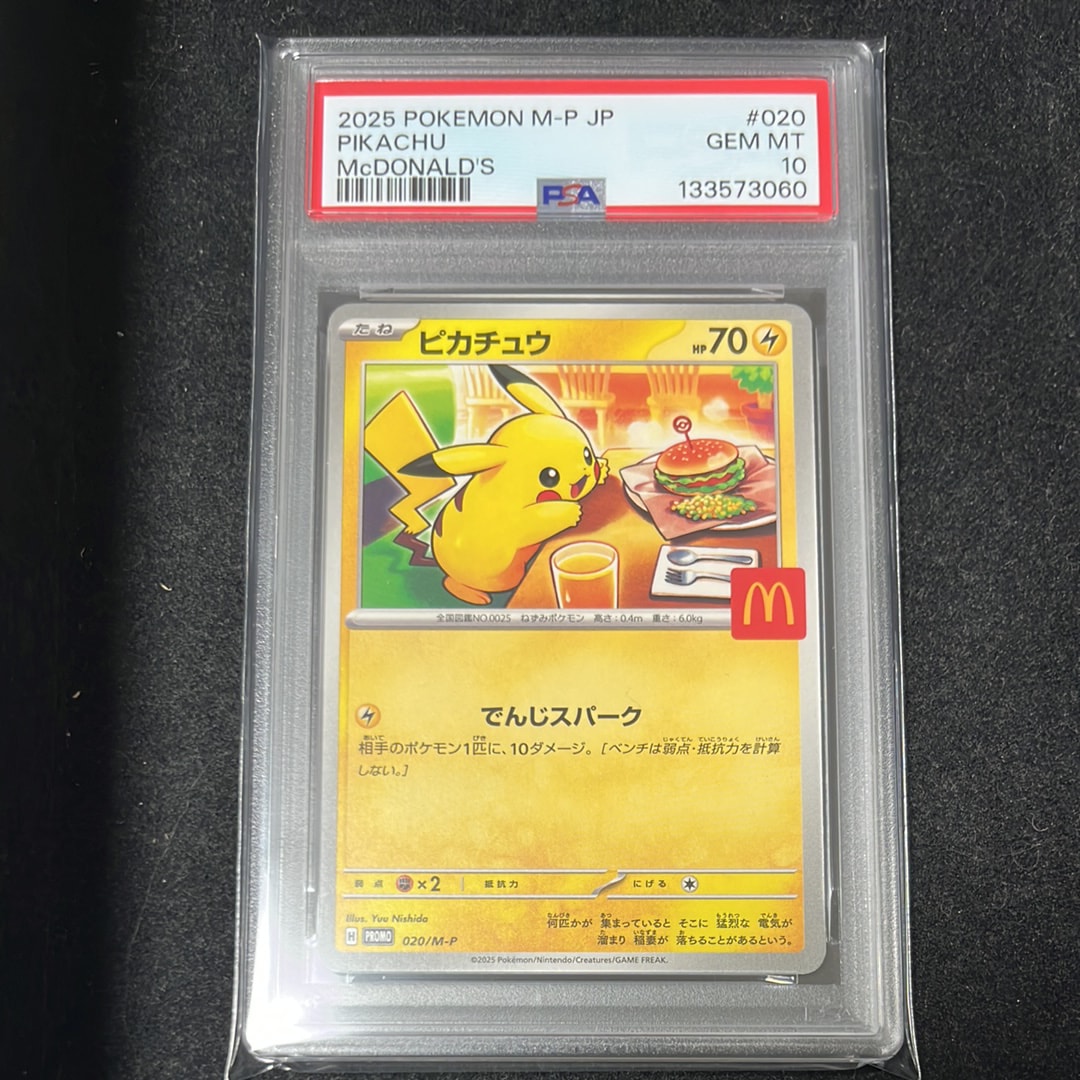 2025 POKEMON M-P JP #020
PIKACHU GEM MT
McDONALD'S 10
PSA 133573060
たね ピカチュウ HP70
全国図鑑NO.0025 ねずみポケモン 高さ:0.4m 重さ:6.0kg
でんじスパーク
相手のポケモン1匹に、10ダメージ。[ベンチは弱点・抵抗力を計算
しない。]
弱点 ×2 抵抗力 にげる
Illus. Yuu Nishida
何匹かが 集まっていると そこに 猛烈な 電気が
溜まり 稲妻が 落ちることがあるという。
H PROMO 020/M-P
©2025 Pokémon/Nintendo/Creatures/GAME FREAK.